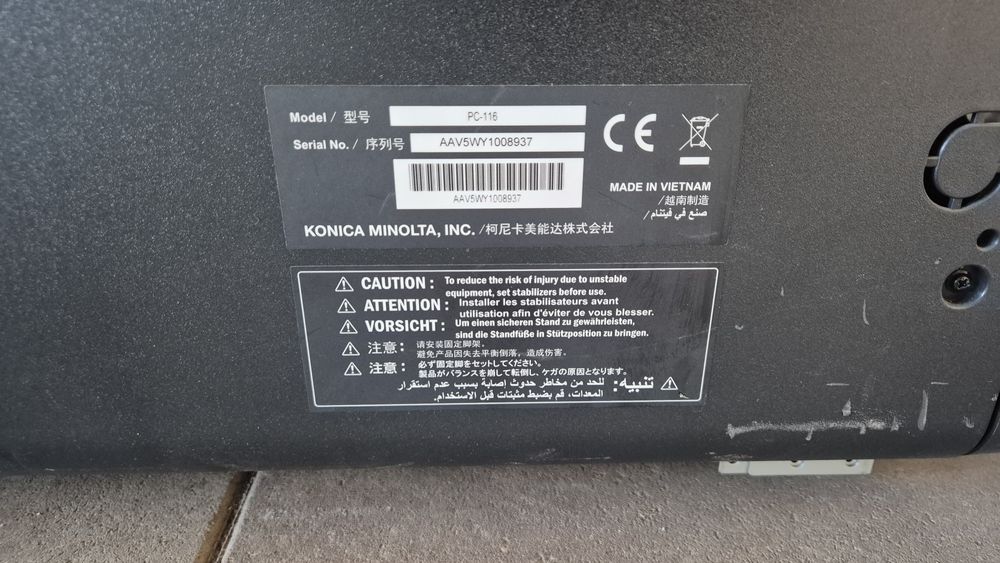 Model / 型号 PC-116
Serial No. / 序列号 AAV5WY1008937
AAV5WY1008937
MADE IN VIETNAM
/越南制造
/ صنع في فيتنام
KONICA MINOLTA, INC. /柯尼卡美能达株式会社
CAUTION : To reduce the risk of injury due to unstable
equipment, set stabilizers before use.
ATTENTION : Installer les stabilisateurs avant
utilisation afin d'éviter de vous blesser.
VORSICHT : Um einen sicheren Stand zu gewährleisten,
sind die Standfüße in Stützposition zu bringen.
注意： 请安装固定脚架。
避免产品因失去平衡倒落，造成伤害。
注意： 必ず固定脚をセットしてください。
製品がバランスを崩して転倒し、ケガの原因となります。
تنبيه: للحد من مخاطر حدوث إصابة بسبب عدم استقرار
المعدات، قم بضبط مثبتات قبل الاستخدام.